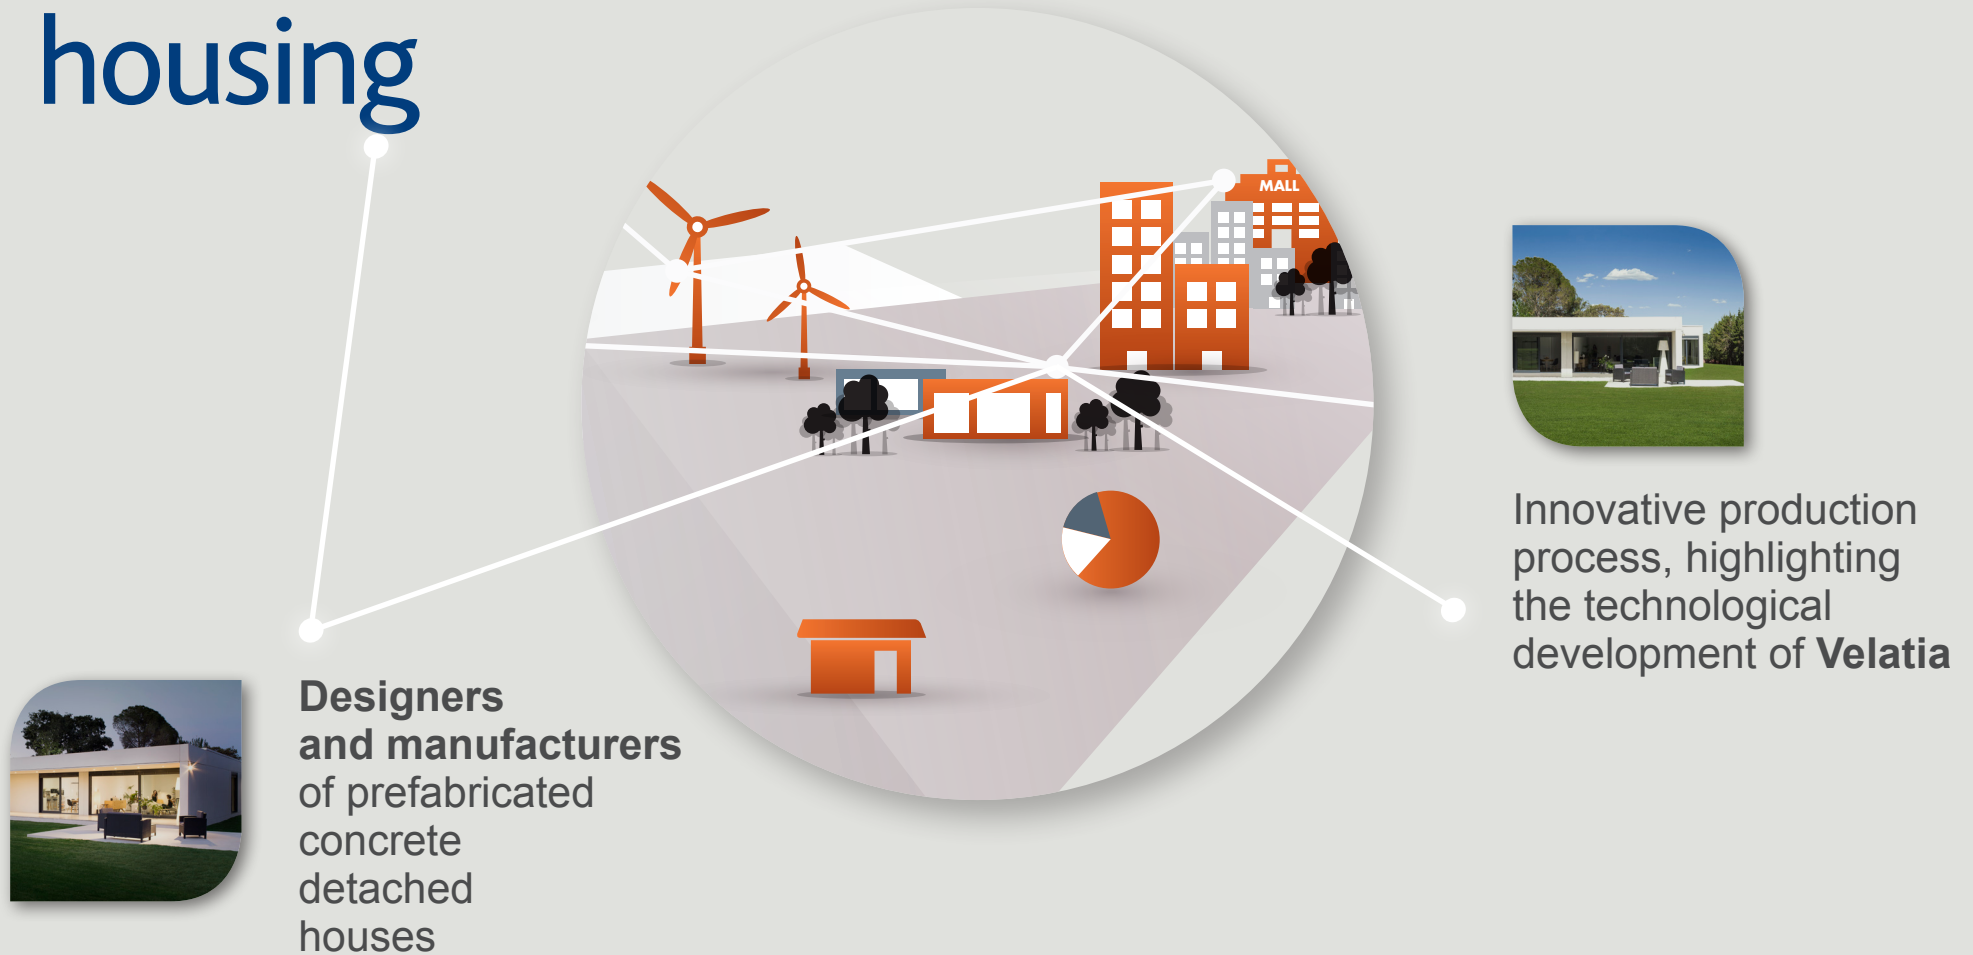 housing
MALL
Innovative production
process, highlighting
the technological
development of Velatia
Designers
and manufacturers
of prefabricated
concrete
detached
houses